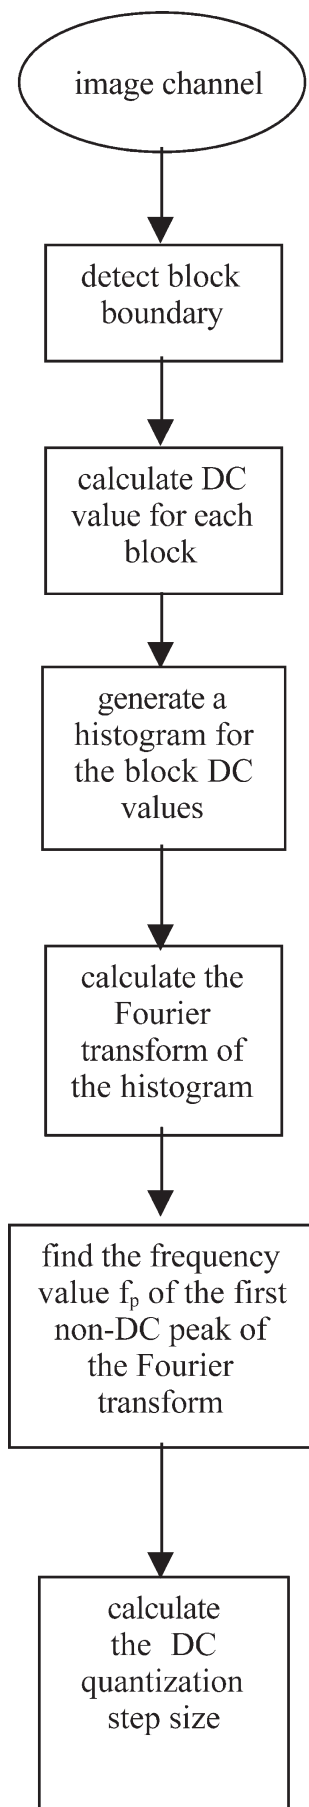 image channel
detect block
boundary
calculate DC
value for each
block
generate a
histogram for
the block DC
values
calculate the
Fourier
transform of
the histogram
find the frequency
value fₚ of the first
non-DC peak of
the Fourier
transform
calculate
the DC
quantization
step size